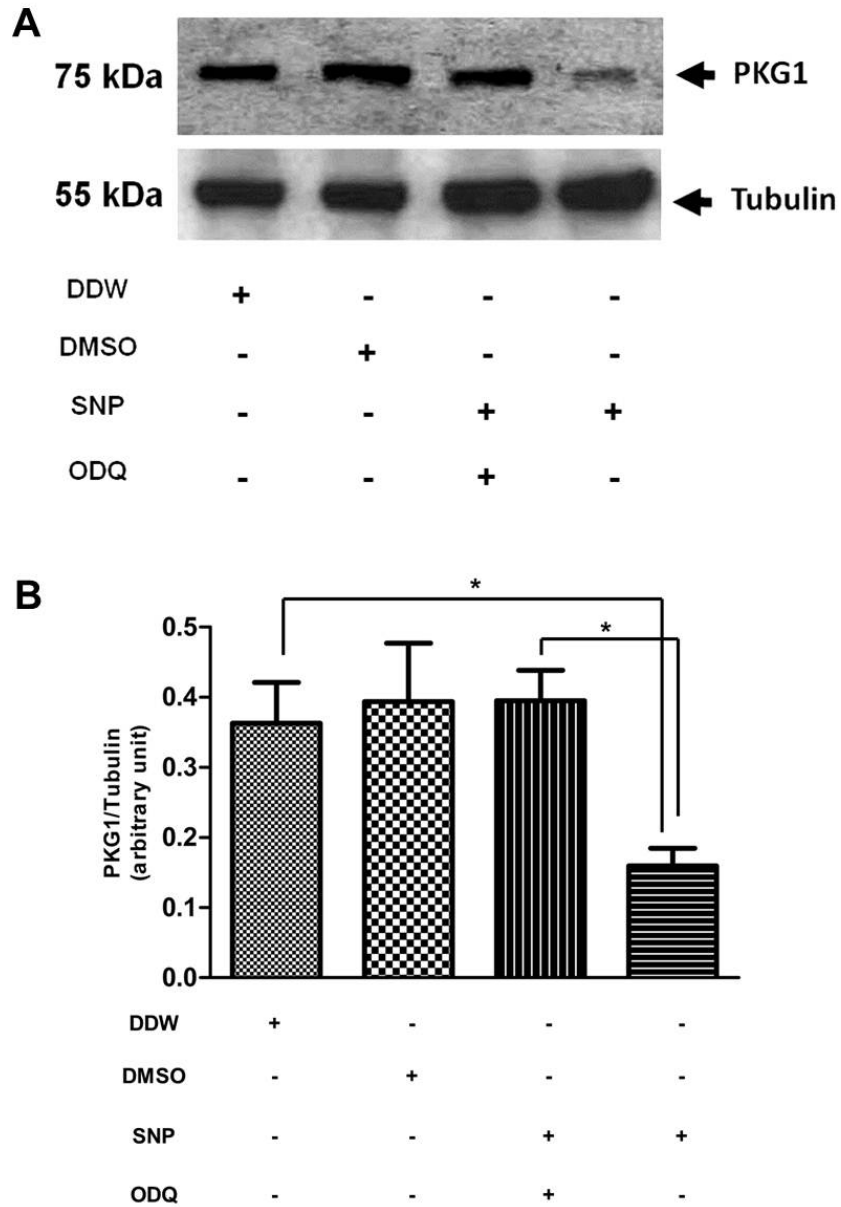 A
75 kDa PKG1
55 kDa Tubulin
DDW + - - -
DMSO - + - -
SNP - - + +
ODQ - - + -
B
*
*
0.5
0.4
0.3
0.2
0.1
0.0
PKG1/Tubulin
(arbitrary unit)
DDW + - - -
DMSO - + - -
SNP - - + +
ODQ - - + -